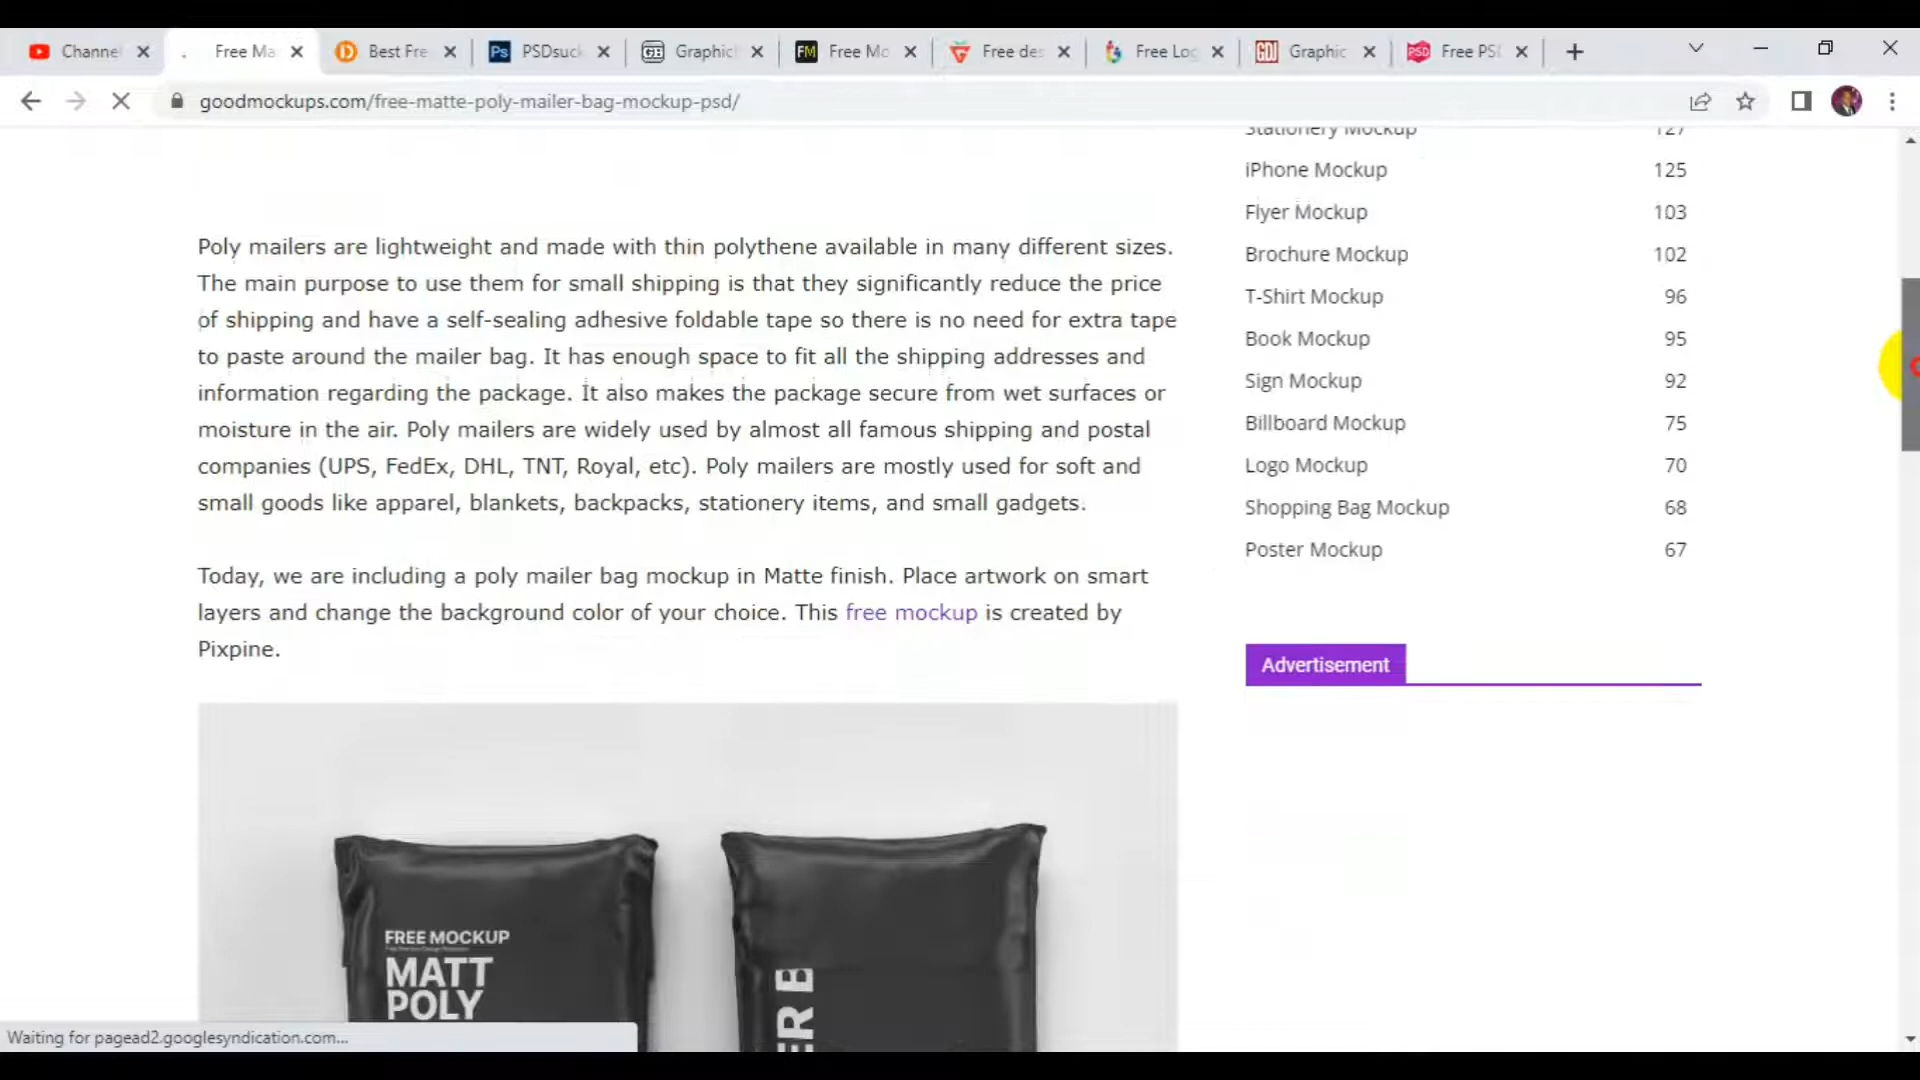 Channe
Free Ma
Best Fre
PSDsuc
Graphic
Free Mo
Free des
Free Log
Graphic
Free PS
goodmockups.com/free-matte-poly-mailer-bag-mockup-psd/
Stationery Mockup 127
iPhone Mockup 125
Flyer Mockup 103
Brochure Mockup 102
T-Shirt Mockup 96
Book Mockup 95
Sign Mockup 92
Billboard Mockup 75
Logo Mockup 70
Shopping Bag Mockup 68
Poster Mockup 67
Advertisement
Poly mailers are lightweight and made with thin polythene available in many different sizes.
The main purpose to use them for small shipping is that they significantly reduce the price
of shipping and have a self-sealing adhesive foldable tape so there is no need for extra tape
to paste around the mailer bag. It has enough space to fit all the shipping addresses and
information regarding the package. It also makes the package secure from wet surfaces or
moisture in the air. Poly mailers are widely used by almost all famous shipping and postal
companies (UPS, FedEx, DHL, TNT, Royal, etc). Poly mailers are mostly used for soft and
small goods like apparel, blankets, backpacks, stationery items, and small gadgets.
Today, we are including a poly mailer bag mockup in Matte finish. Place artwork on smart
layers and change the background color of your choice. This free mockup is created by
Pixpine.
FREE MOCKUP
MATT
POLY
ER B
Waiting for pagead2.googlesyndication.com...